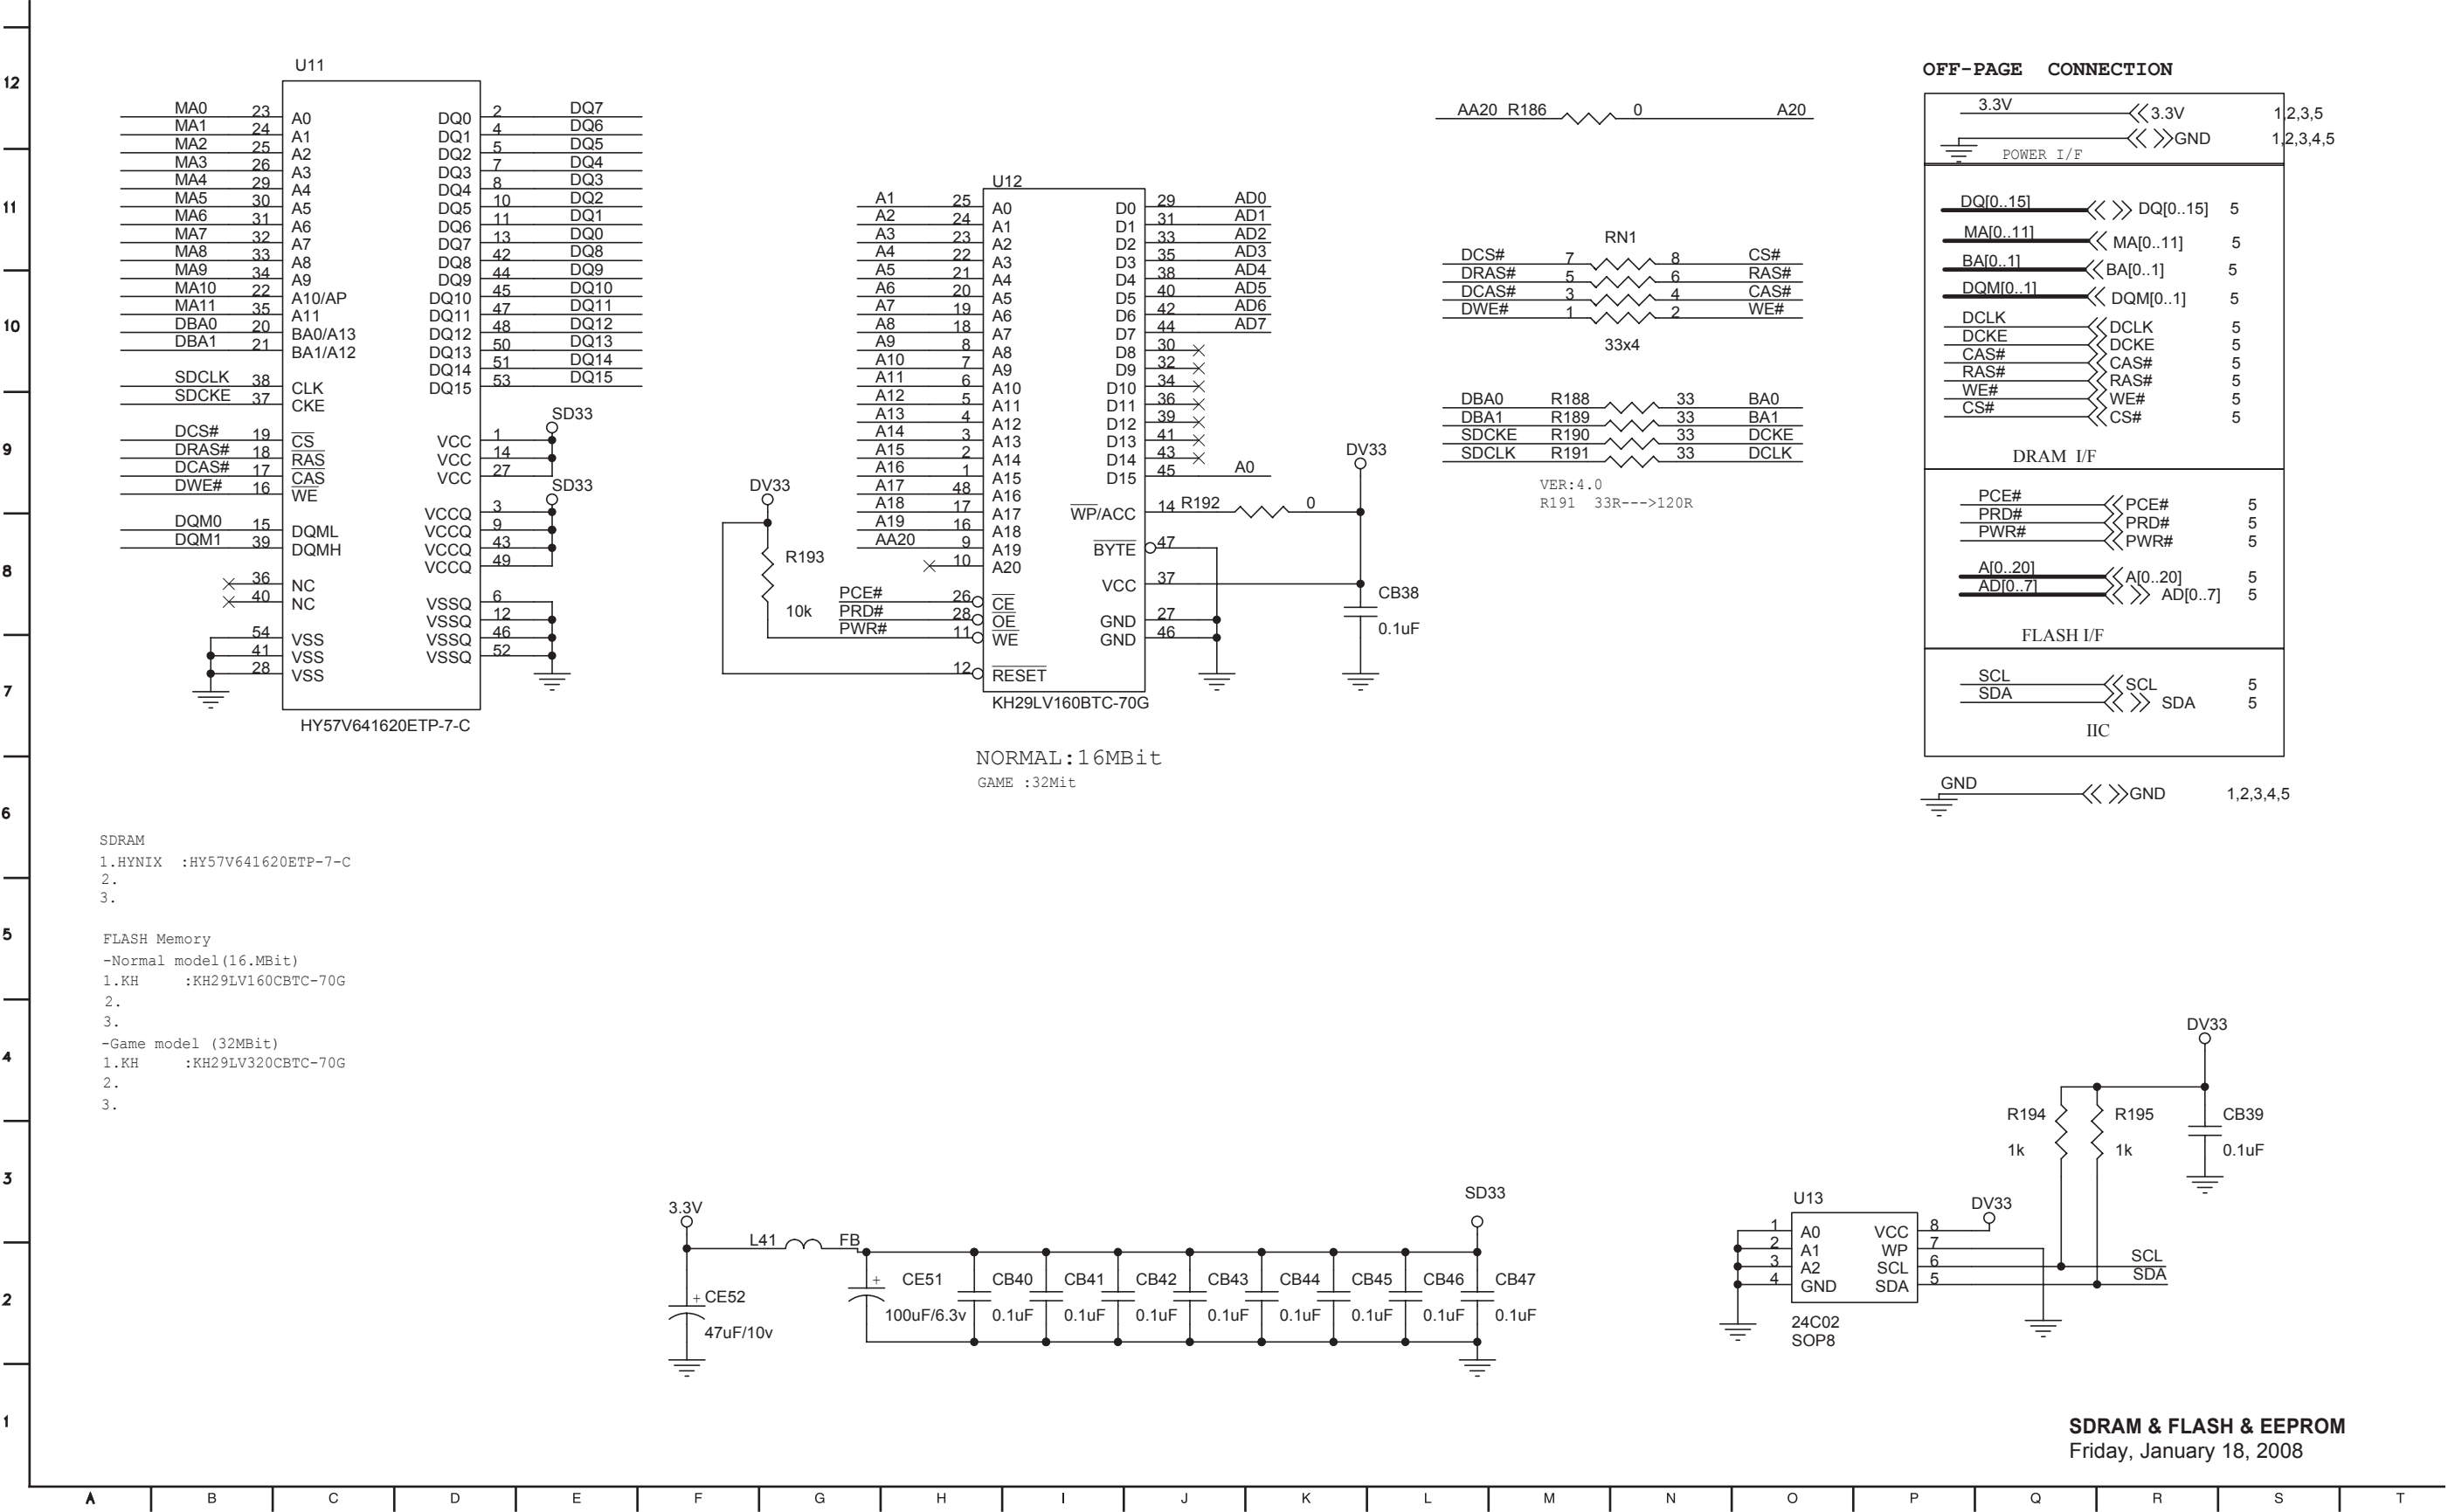 12
11
10
9
8
7
6
5
4
3
2
1
U11
MA0 23 A0 DQ0 2 DQ7
MA1 24 A1 DQ1 4 DQ6
MA2 25 A2 DQ2 5 DQ5
MA3 26 A3 DQ3 7 DQ4
MA4 29 A4 DQ4 8 DQ3
MA5 30 A5 DQ5 10 DQ2
MA6 31 A6 DQ6 11 DQ1
MA7 32 A7 DQ7 13 DQ0
MA8 33 A8 DQ8 42 DQ8
MA9 34 A9 DQ9 44 DQ9
MA10 22 A10/AP DQ10 45 DQ10
MA11 35 A11 DQ11 47 DQ11
DBA0 20 BA0/A13 DQ12 48 DQ12
DBA1 21 BA1/A12 DQ13 50 DQ13
DQ14 51 DQ14
SDCLK 38 CLK DQ15 53 DQ15
SDCKE 37 CKE
SD33
DCS# 19 CS VCC 1
DRAS# 18 RAS VCC 14
DCAS# 17 CAS VCC 27
DWE# 16 WE
SD33
VCCQ 3
DQM0 15 DQML VCCQ 9
DQM1 39 DQMH VCCQ 43
VCCQ 49
36 NC
40 NC VSSQ 6
VSSQ 12
54 VSS VSSQ 46
41 VSS VSSQ 52
28 VSS
HY57V641620ETP-7-C
U12
A1 25 A0 D0 29 AD0
A2 24 A1 D1 31 AD1
A3 23 A2 D2 33 AD2
A4 22 A3 D3 35 AD3
A5 21 A4 D4 38 AD4
A6 20 A5 D5 40 AD5
A7 19 A6 D6 42 AD6
A8 18 A7 D7 44 AD7
A9 8 A8 D8 30
A10 7 A9 D9 32
A11 6 A10 D10 34
A12 5 A11 D11 36
A13 4 A12 D12 39
A14 3 A13 D13 41
A15 2 A14 D14 43
A16 1 A15 D15 45 A0
A17 48 A16
A18 17 A17 WP/ACC 14 R192 0
A19 16 A18
AA20 9 A19 BYTE 47
10 A20
VCC 37
PCE# 26 CE
PRD# 28 OE GND 27
PWR# 11 WE GND 46
12 RESET
KH29LV160BTC-70G
DV33
R193
10k
DV33
CB38
0.1uF
NORMAL:16MBit
GAME :32Mit
AA20 R186 0 A20
RN1
DCS# 7 8 CS#
DRAS# 5 6 RAS#
DCAS# 3 4 CAS#
DWE# 1 2 WE#
33x4
DBA0 R188 33 BA0
DBA1 R189 33 BA1
SDCKE R190 33 DCKE
SDCLK R191 33 DCLK
VER:4.0
R191 33R--->120R
OFF-PAGE CONNECTION
3.3V 3.3V 1,2,3,5
GND 1,2,3,4,5
POWER I/F
DQ[0..15] DQ[0..15] 5
MA[0..11] MA[0..11] 5
BA[0..1] BA[0..1] 5
DQM[0..1] DQM[0..1] 5
DCLK DCLK 5
DCKE DCKE 5
CAS# CAS# 5
RAS# RAS# 5
WE# WE# 5
CS# CS# 5
DRAM I/F
PCE# PCE# 5
PRD# PRD# 5
PWR# PWR# 5
A[0..20] A[0..20] 5
AD[0..7] AD[0..7] 5
FLASH I/F
SCL SCL 5
SDA SDA 5
IIC
GND GND 1,2,3,4,5
SDRAM
1.HYNIX :HY57V641620ETP-7-C
2.
3.
FLASH Memory
-Normal model(16.MBit)
1.KH :KH29LV160CBTC-70G
2.
3.
-Game model (32MBit)
1.KH :KH29LV320CBTC-70G
2.
3.
3.3V
L41 FB
SD33
+ CE52
47uF/10v
+ CE51 CB40 CB41 CB42 CB43 CB44 CB45 CB46 CB47
100uF/6.3v 0.1uF 0.1uF 0.1uF 0.1uF 0.1uF 0.1uF 0.1uF 0.1uF
DV33
R194 R195 CB39
1k 1k 0.1uF
U13 DV33
1 A0 VCC 8
2 A1 WP 7
3 A2 SCL 6 SCL
4 GND SDA 5 SDA
24C02
SOP8
SDRAM & FLASH & EEPROM
Friday, January 18, 2008
A B C D E F G H I J K L M N O P Q R S T